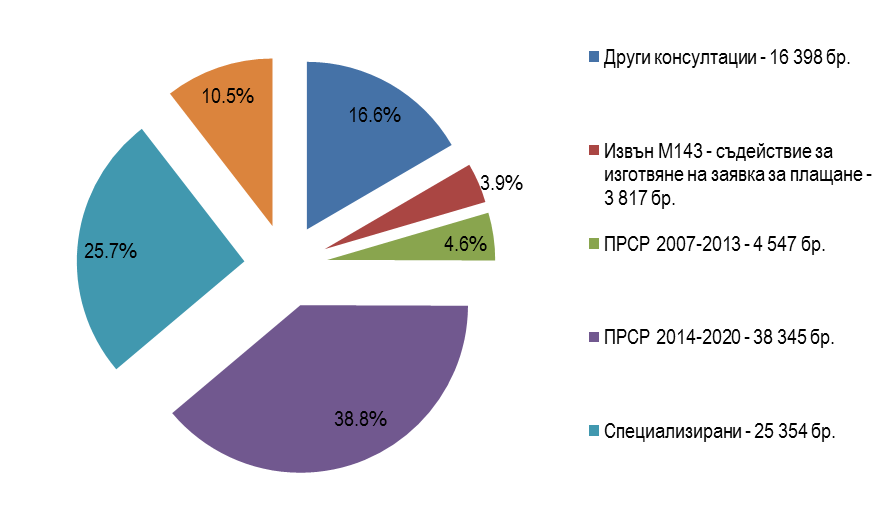 10.5%
16.6%
3.9%
4.6%
25.7%
38.8%
Други консултации - 16 398 бр.
Извън М143 - съдействие за
изготвяне на заявка за плащане -
3 817 бр.
ПРСР 2007-2013 - 4 547 бр.
ПРСР 2014-2020 - 38 345 бр.
Специализирани - 25 354 бр.